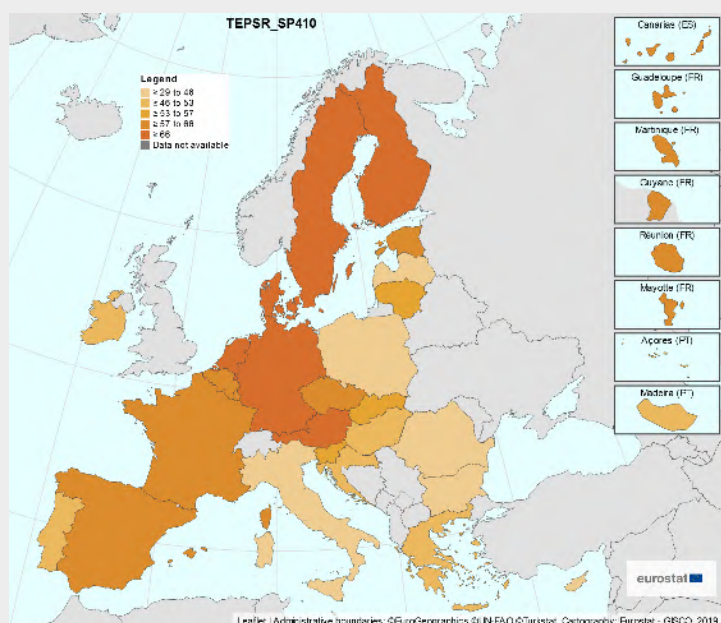 TEPSR_SP410
Legend
≥ 29 to 46
≥ 46 to 53
≥ 53 to 57
≥ 57 to 66
≥ 66
Data not available
Canarias (ES)
Guadeloupe (FR)
Martinique (FR)
Guyane (FR)
Réunion (FR)
Mayotte (FR)
Açores (PT)
Madeira (PT)
eurostat
Leaflet | Administrative boundaries: ©EuroGeographics ©UN-FAO ©Turkstat, Cartography: Eurostat - GISCO, 2019